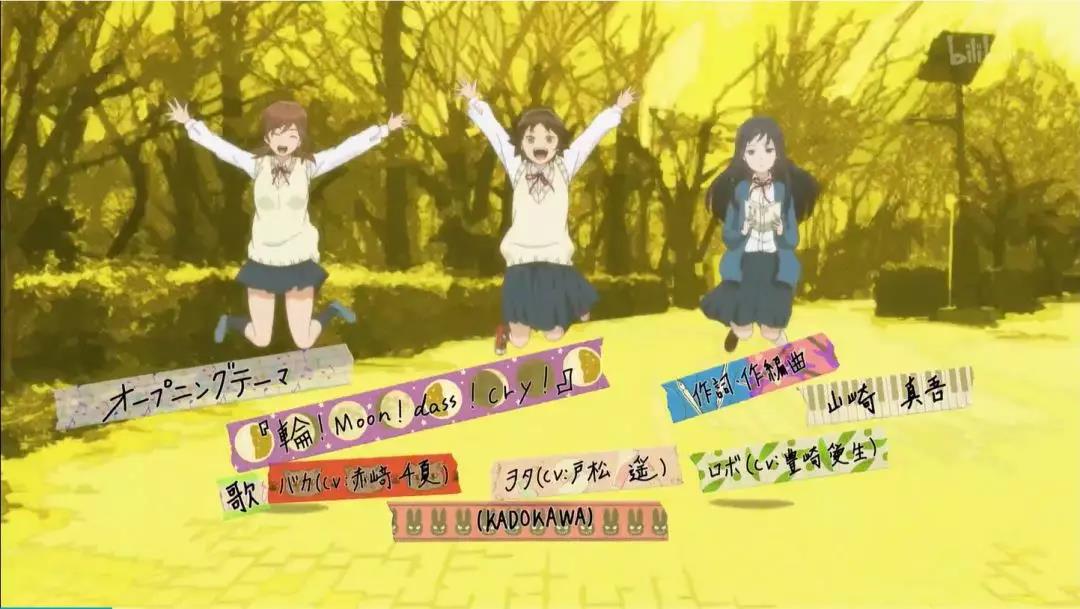 オープニングテーマ
『輪!Moon!dass!cry!』
作詞・作編曲
山崎 真吾
歌 バカ(cv:赤﨑千夏) ヲタ(cv:戸松 遥) ロボ(cv:豊崎愛生)
(KADOKAWA)